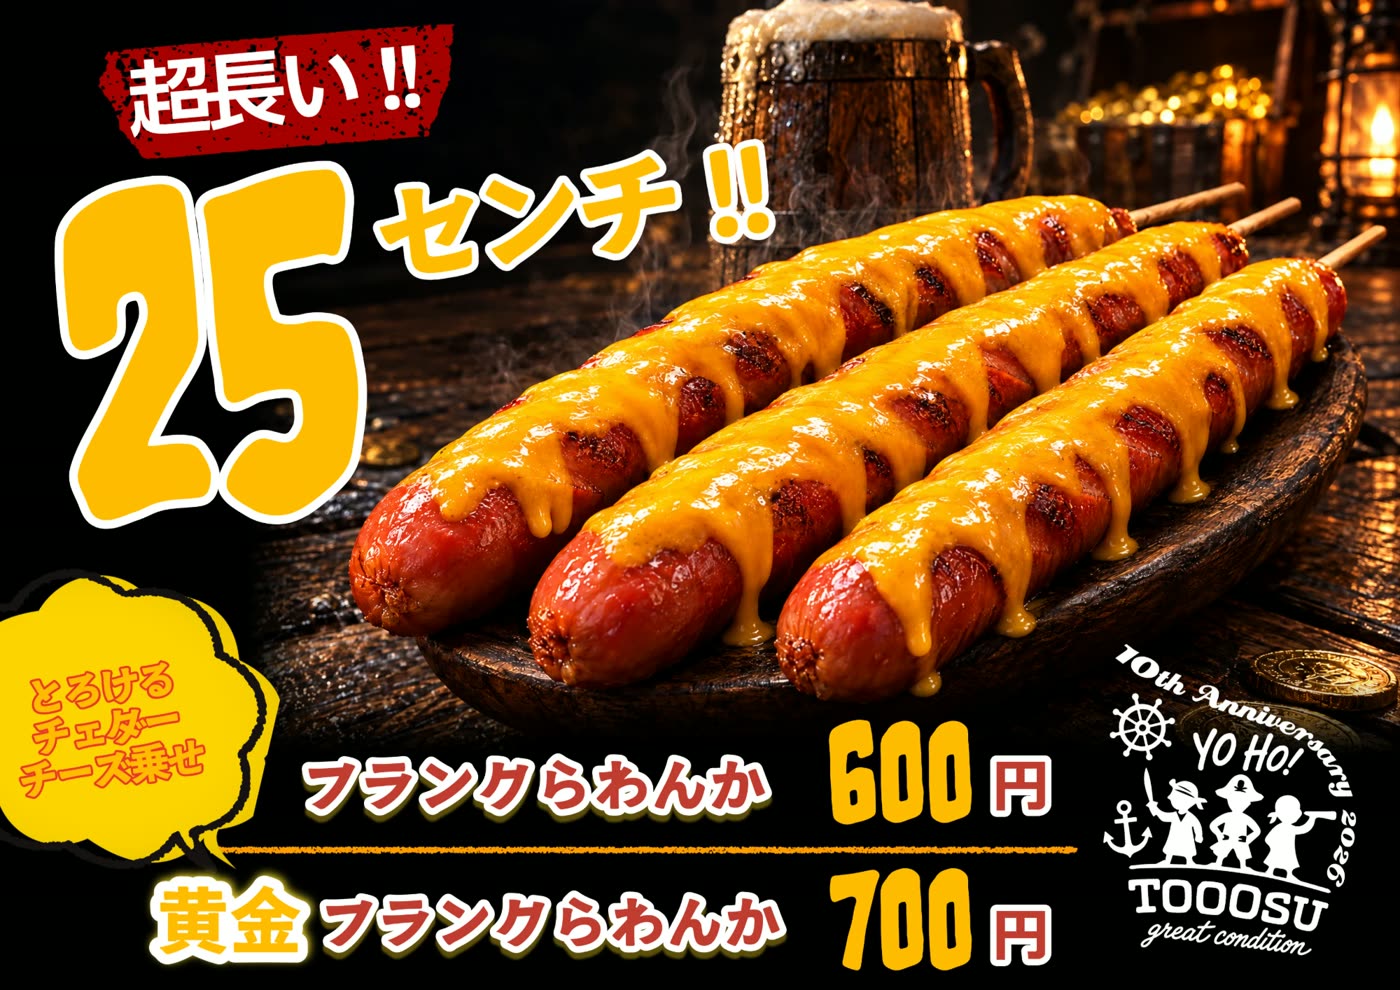 超長い!!
25センチ!!
とろける
チェダー
チーズ乗せ
フランクらわんか 600円
黄金フランクらわんか 700円
10th Anniversary 2026
YO HO!
TOOOSU
great condition